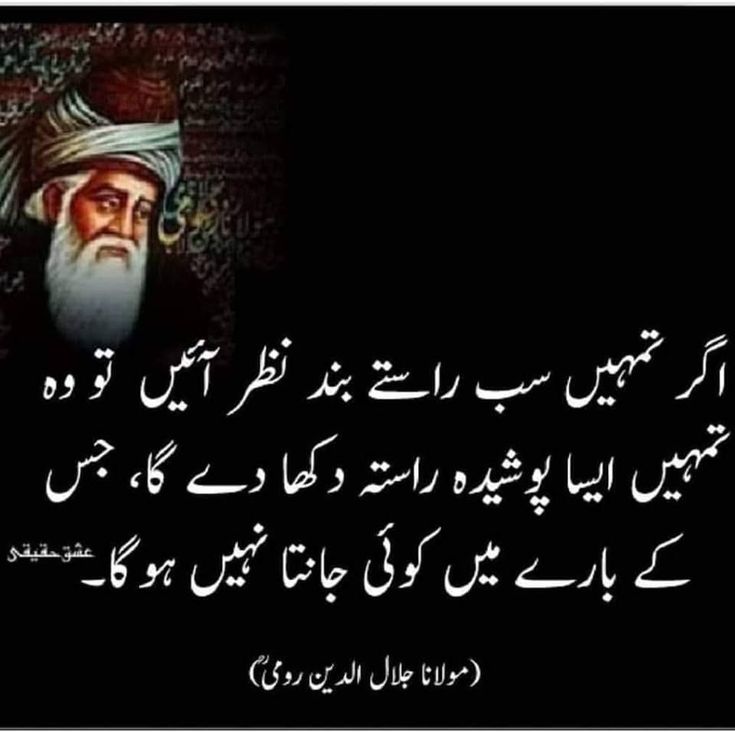 اگر تمہیں سب راستے بند نظر آئیں تو وہ
تمہیں ایسا پوشیدہ راستہ دکھا دے گا، جس
کے بارے میں کوئی جانتا نہیں ہو گا۔
عشق حقیقی
(مولانا جلال الدین رومیؒ)